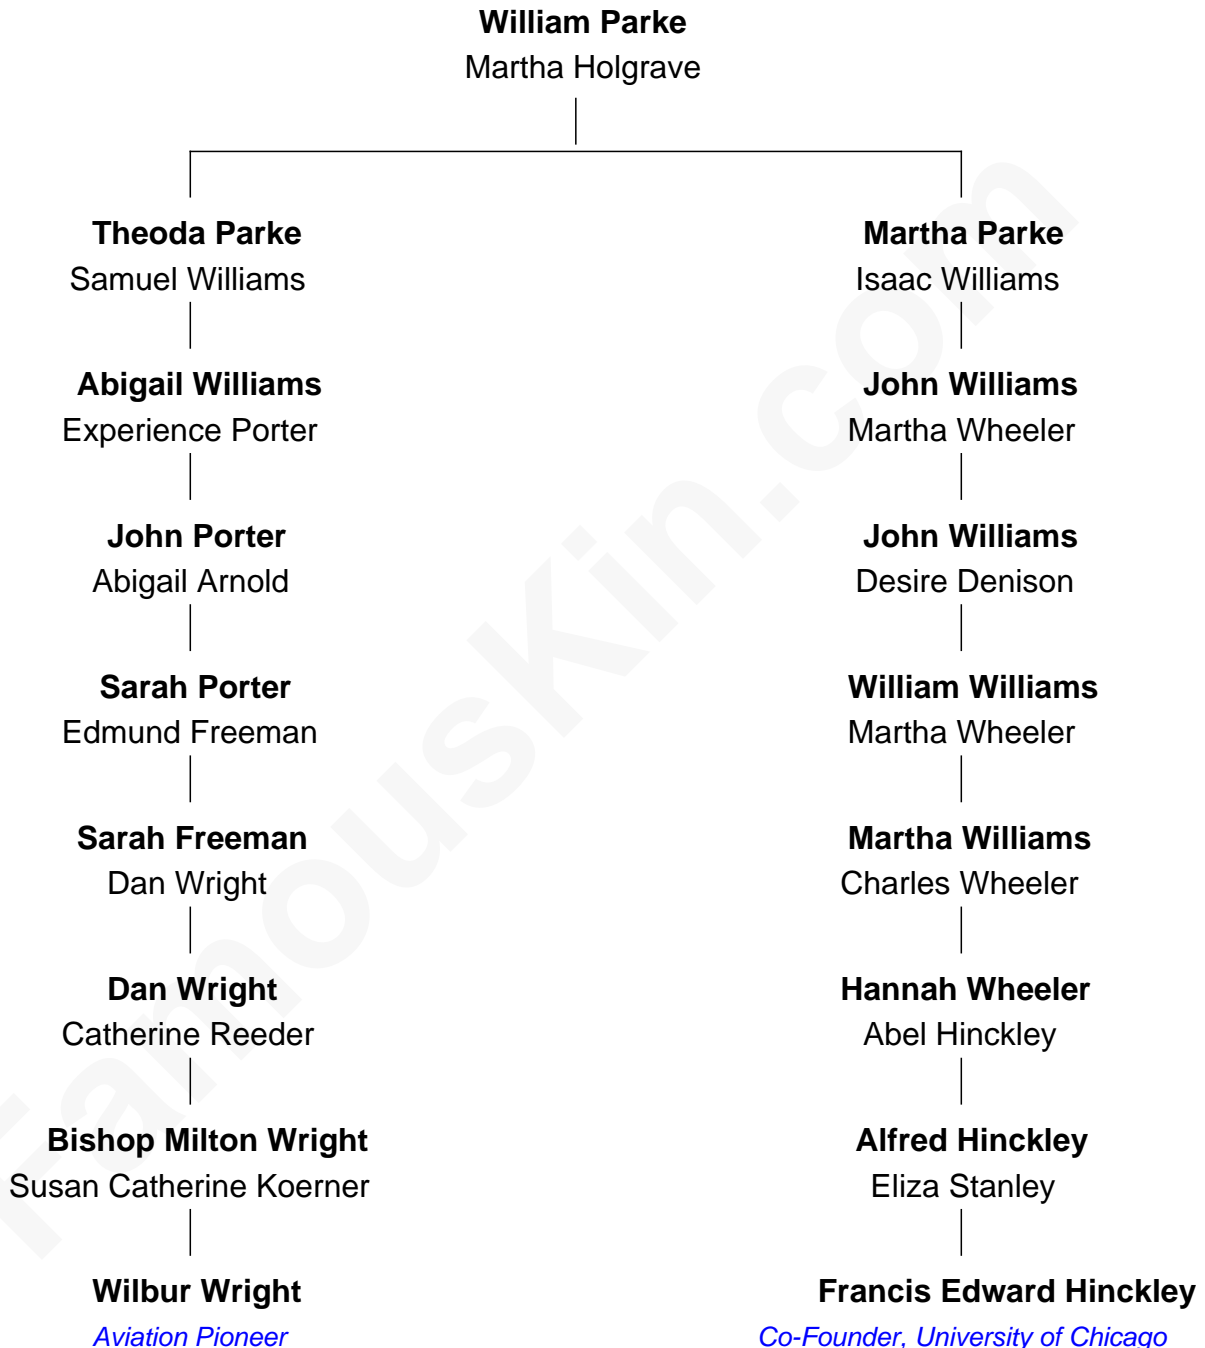 William Parke
Martha Holgrave
Theoda Parke
Samuel Williams
Martha Parke
Isaac Williams
Abigail Williams
Experience Porter
John Williams
Martha Wheeler
John Porter
Abigail Arnold
John Williams
Desire Denison
Sarah Porter
Edmund Freeman
William Williams
Martha Wheeler
Sarah Freeman
Dan Wright
Martha Williams
Charles Wheeler
Dan Wright
Catherine Reeder
Hannah Wheeler
Abel Hinckley
Bishop Milton Wright
Susan Catherine Koerner
Alfred Hinckley
Eliza Stanley
Wilbur Wright
Aviation Pioneer
Francis Edward Hinckley
Co-Founder, University of Chicago
FamousKin.com